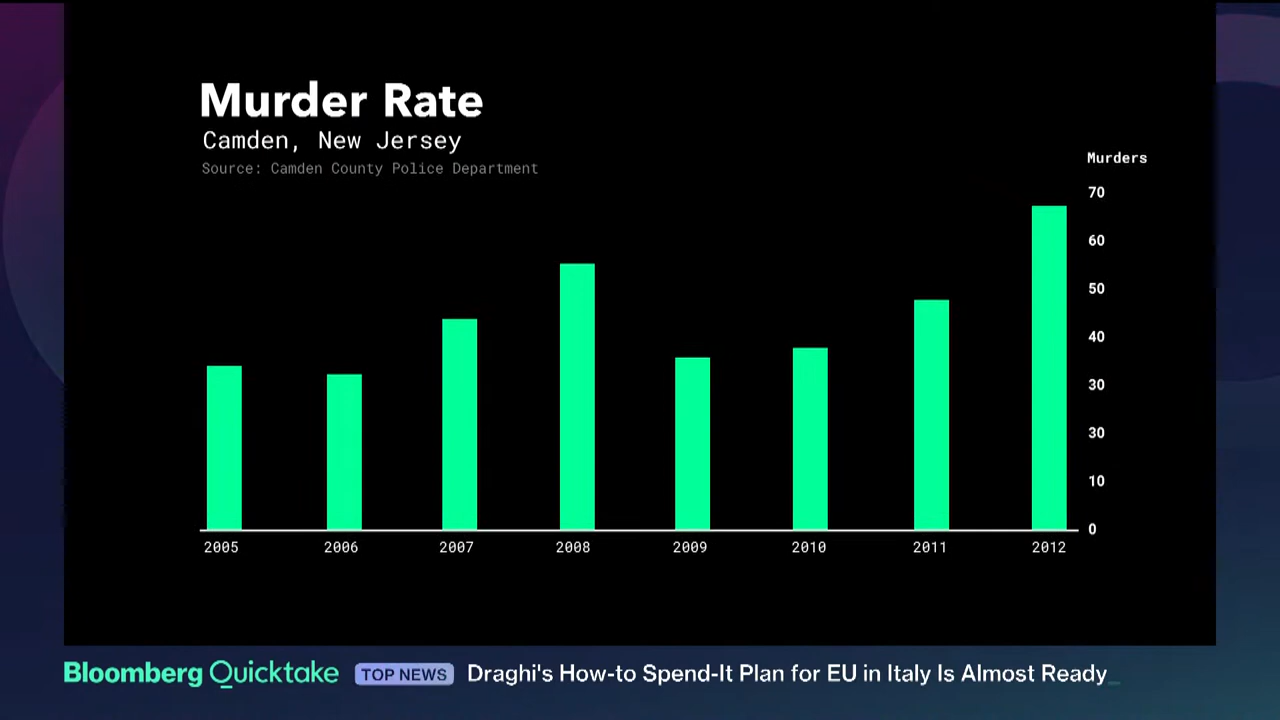 Murder Rate
Camden, New Jersey
Source: Camden County Police Department
Murders
70
60
50
40
30
30
10
0
2005 2006 2007 2008 2009 2010 2011 2012
Bloomberg Quicktake TOP NEWS Draghi's How-to Spend-It Plan for EU in Italy Is Almost Ready_